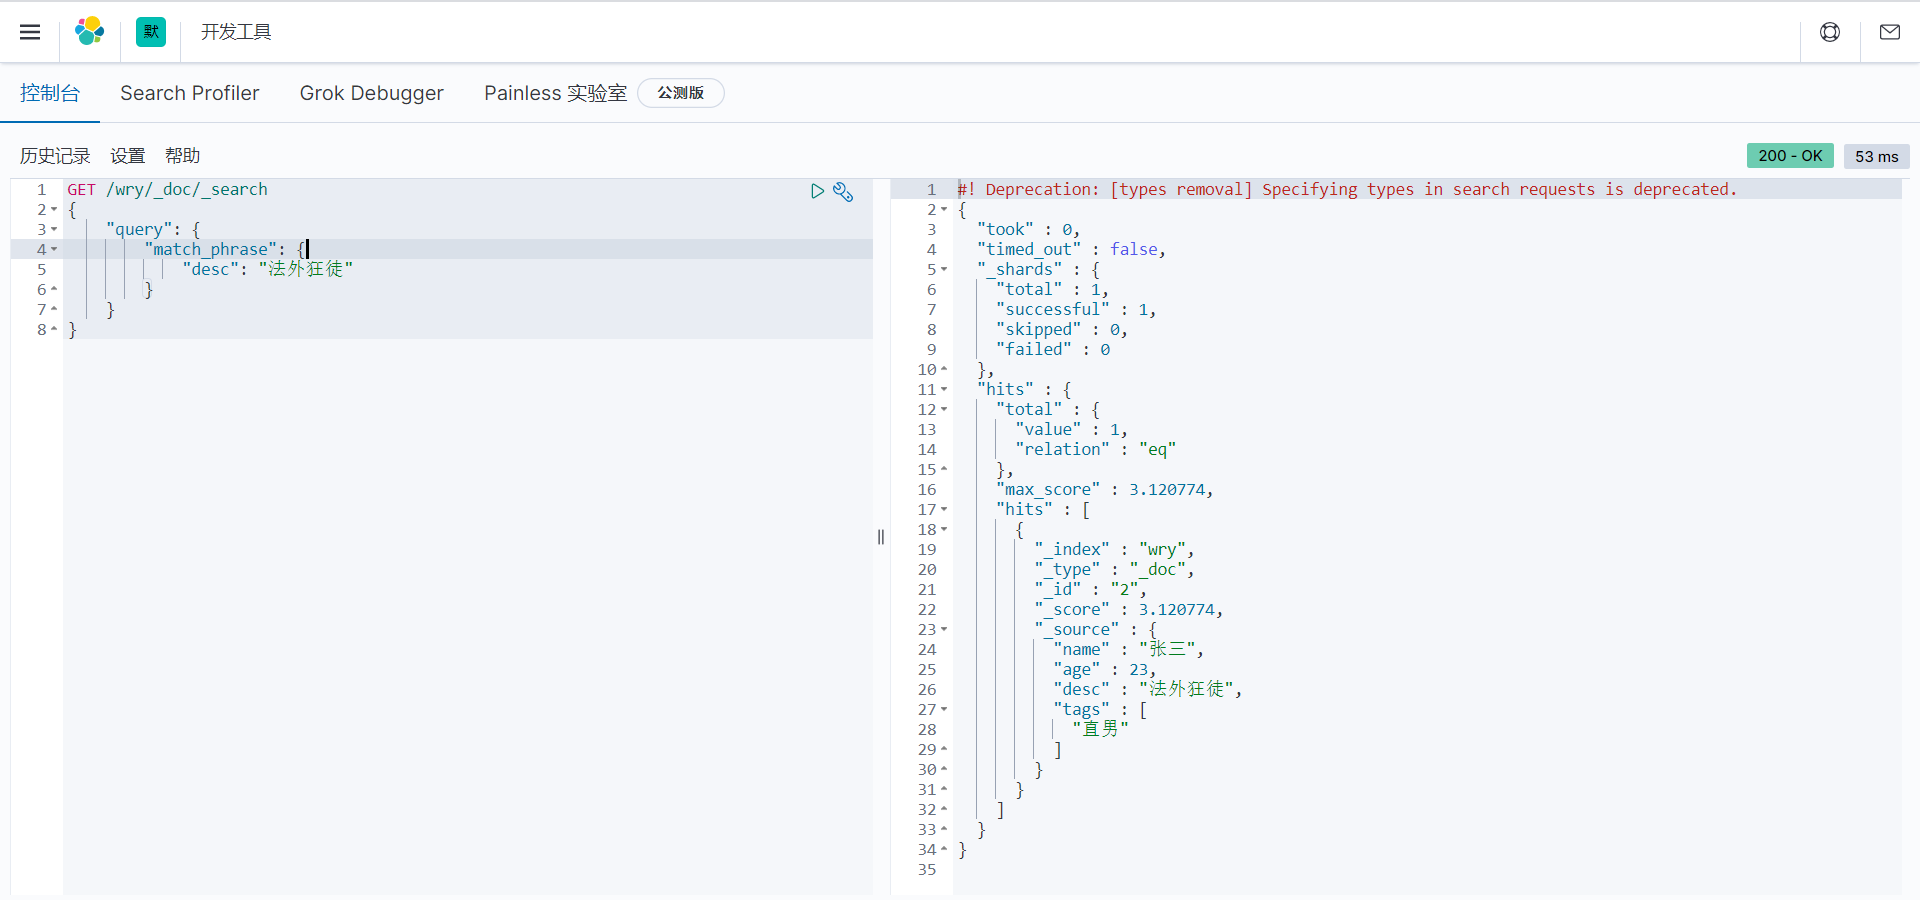 默 开发工具
控制台 Search Profiler Grok Debugger Painless 实验室 公测版
历史记录 设置 帮助 200 - OK 53 ms
1 GET /wry/_doc/_search
2 {
3 "query": {
4 "match_phrase": {
5 "desc": "法外狂徒"
6 }
7 }
8 }
1 #! Deprecation: [types removal] Specifying types in search requests is deprecated.
2 {
3 "took" : 0,
4 "timed_out" : false,
5 "_shards" : {
6 "total" : 1,
7 "successful" : 1,
8 "skipped" : 0,
9 "failed" : 0
10 },
11 "hits" : {
12 "total" : {
13 "value" : 1,
14 "relation" : "eq"
15 },
16 "max_score" : 3.120774,
17 "hits" : [
18 {
19 "_index" : "wry",
20 "_type" : "_doc",
21 "_id" : "2",
22 "_score" : 3.120774,
23 "_source" : {
24 "name" : "张三",
25 "age" : 23,
26 "desc" : "法外狂徒",
27 "tags" : [
28 "直男"
29 ]
30 }
31 }
32 ]
33 }
34 }
35